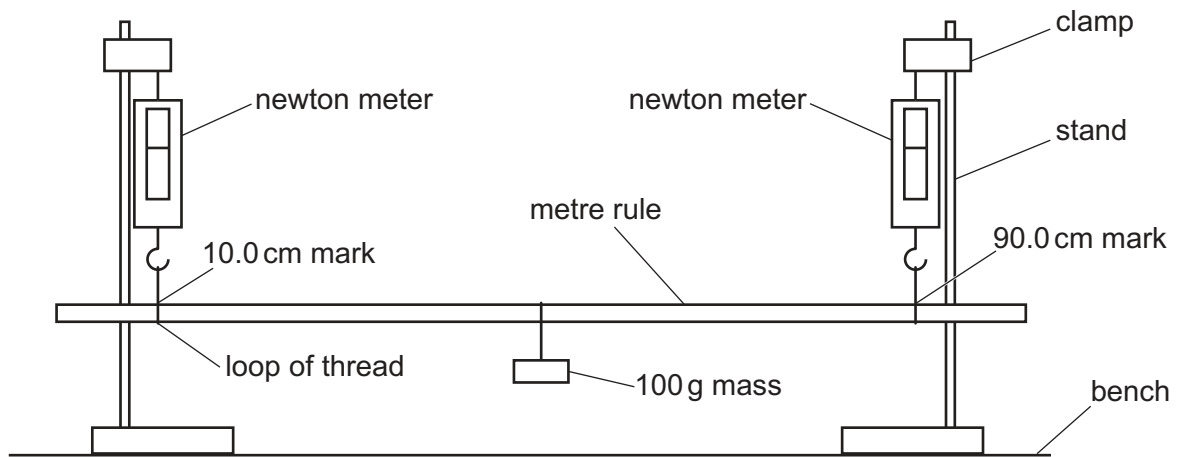 clamp
newton meter
newton meter
stand
metre rule
10.0 cm mark
90.0 cm mark
loop of thread
100 g mass
bench